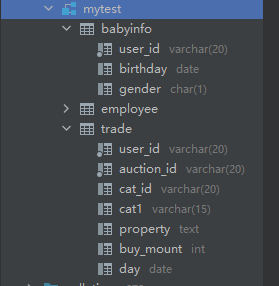 mytest
babyinfo
user_id varchar(20)
birthday date
gender char(1)
employee
trade
user_id varchar(20)
auction_id varchar(20)
cat_id varchar(20)
cat1 varchar(15)
property text
buy_mount int
day date